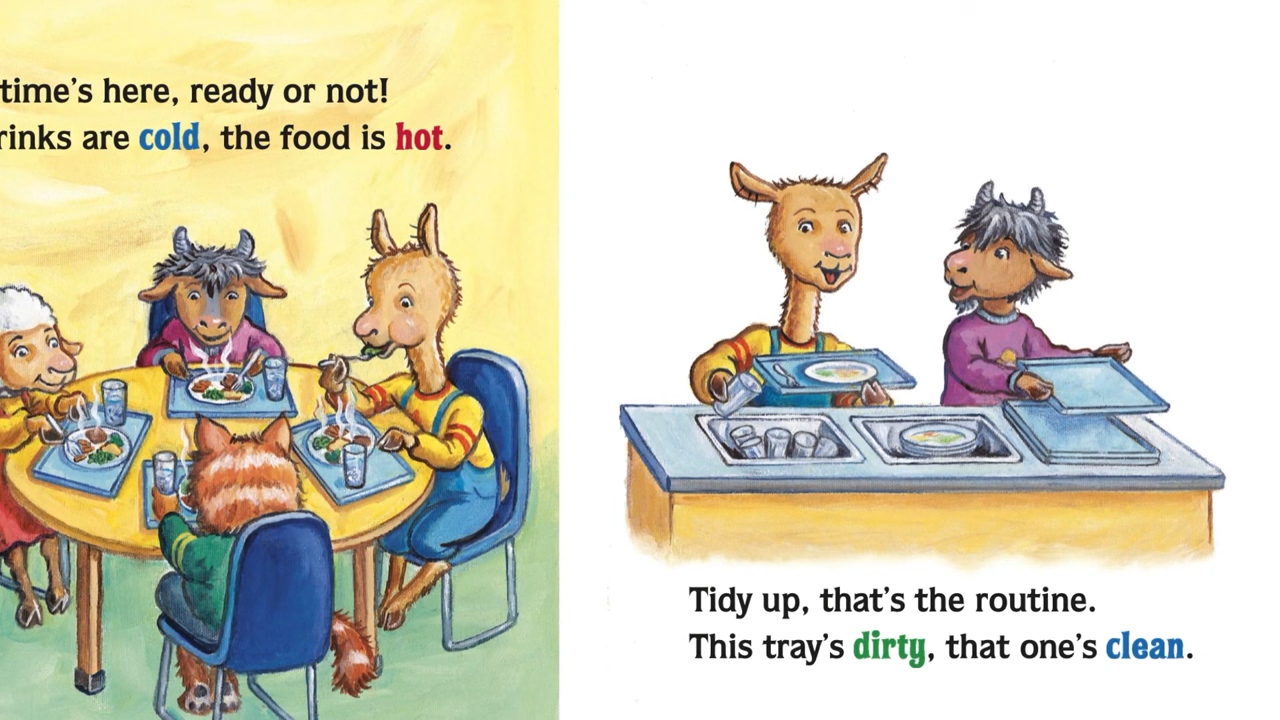 time's here, ready or not!
rinks are cold, the food is hot.
Tidy up, that's the routine.
This tray's dirty, that one's clean.